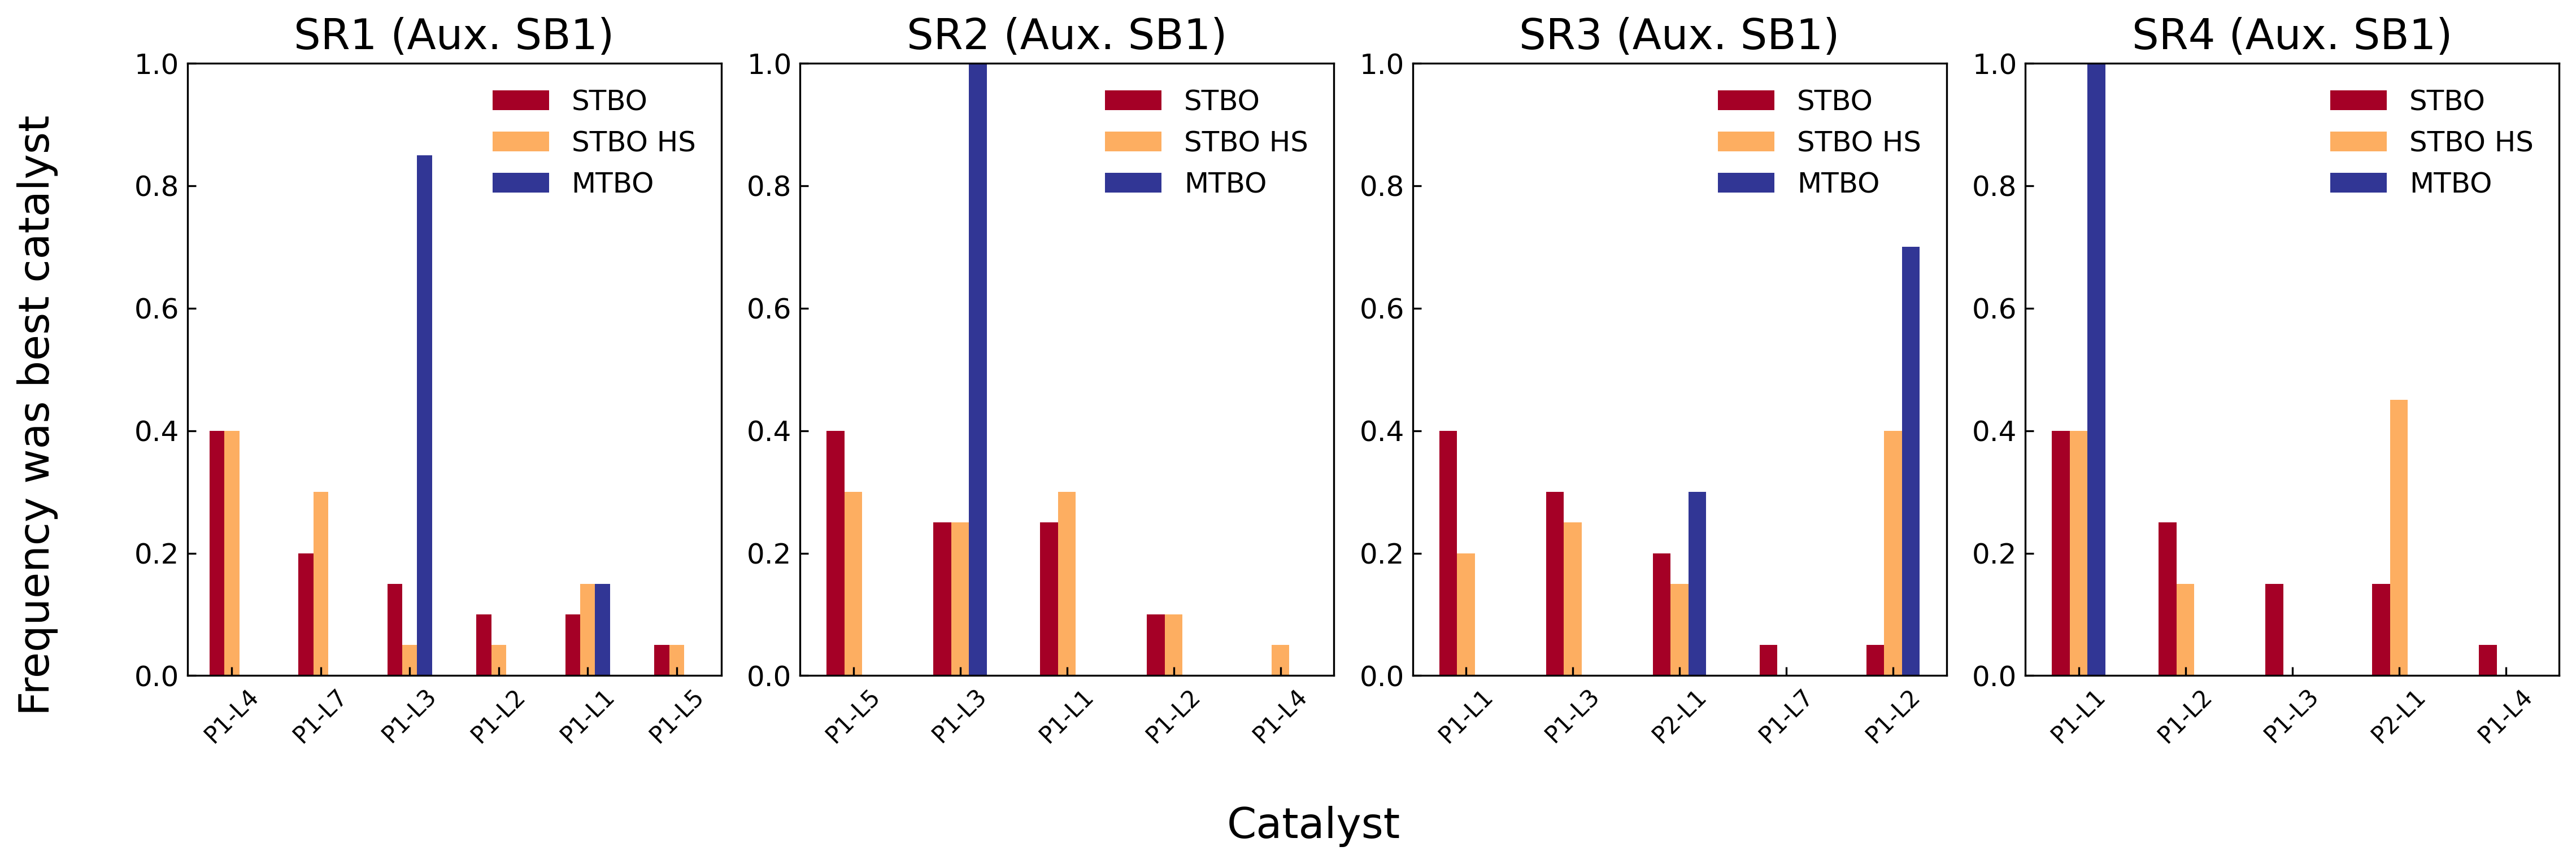 SR1 (Aux. SB1)
SR2 (Aux. SB1)
SR3 (Aux. SB1)
SR4 (Aux. SB1)
Frequency was best catalyst
1.0
0.8
0.6
0.4
0.2
0.0
STBO
STBO HS
MTBO
P1-L4
P1-L7
P1-L3
P1-L2
P1-L1
P1-L5
1.0
0.8
0.6
0.4
0.2
0.0
STBO
STBO HS
MTBO
P1-L5
P1-L3
P1-L1
P1-L2
P1-L4
1.0
0.8
0.6
0.4
0.2
0.0
STBO
STBO HS
MTBO
P1-L1
P1-L3
P2-L1
P1-L7
P1-L2
1.0
0.8
0.6
0.4
0.2
0.0
STBO
STBO HS
MTBO
P1-L1
P1-L2
P1-L3
P2-L1
P1-L4
Catalyst